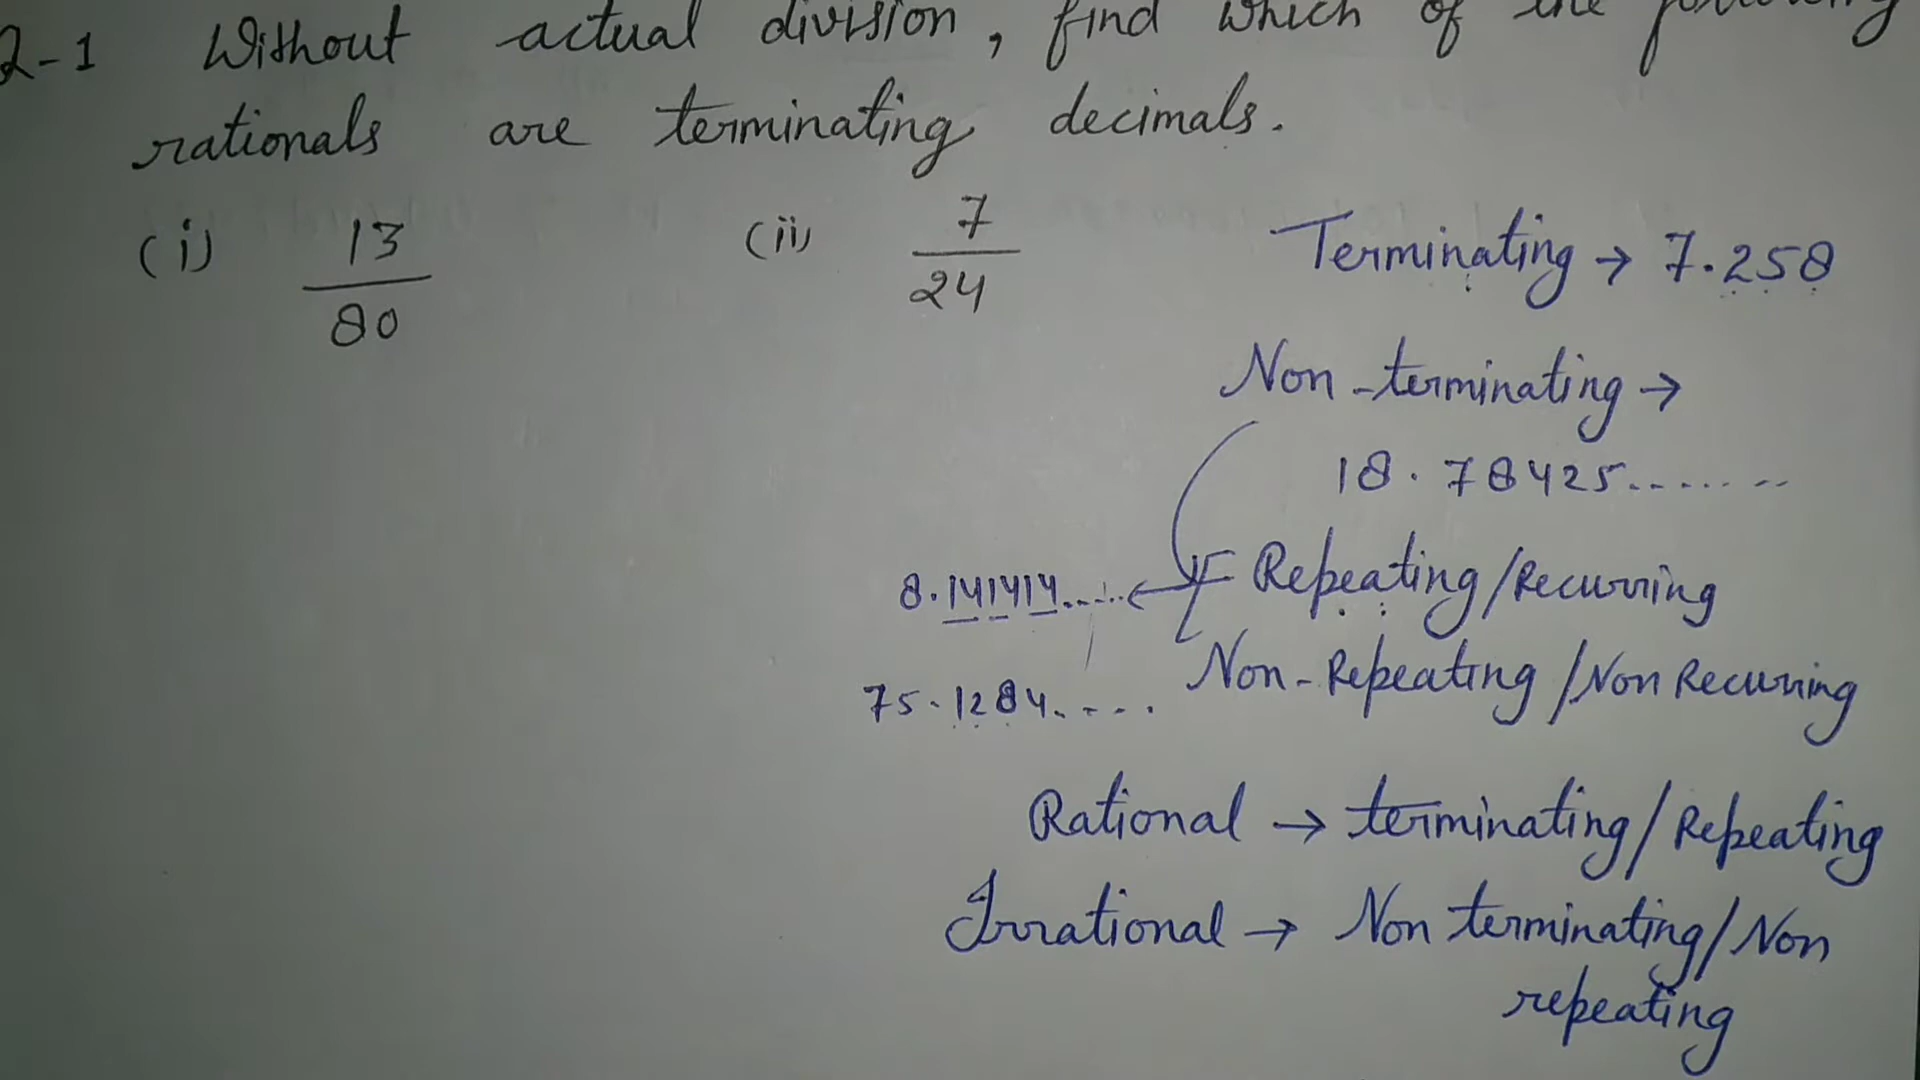 Q-1 Without actual division, find which of the following
rationals are terminating decimals.
(i) 13/80 (ii) 7/24
Terminating → 7.258
Non-terminating →
18.78425.......
8.141414...... ← Repeating/Recurring
75.1284..... Non-Repeating/Non Recurring
Rational → terminating/Repeating
Irrational → Non terminating/Non
repeating